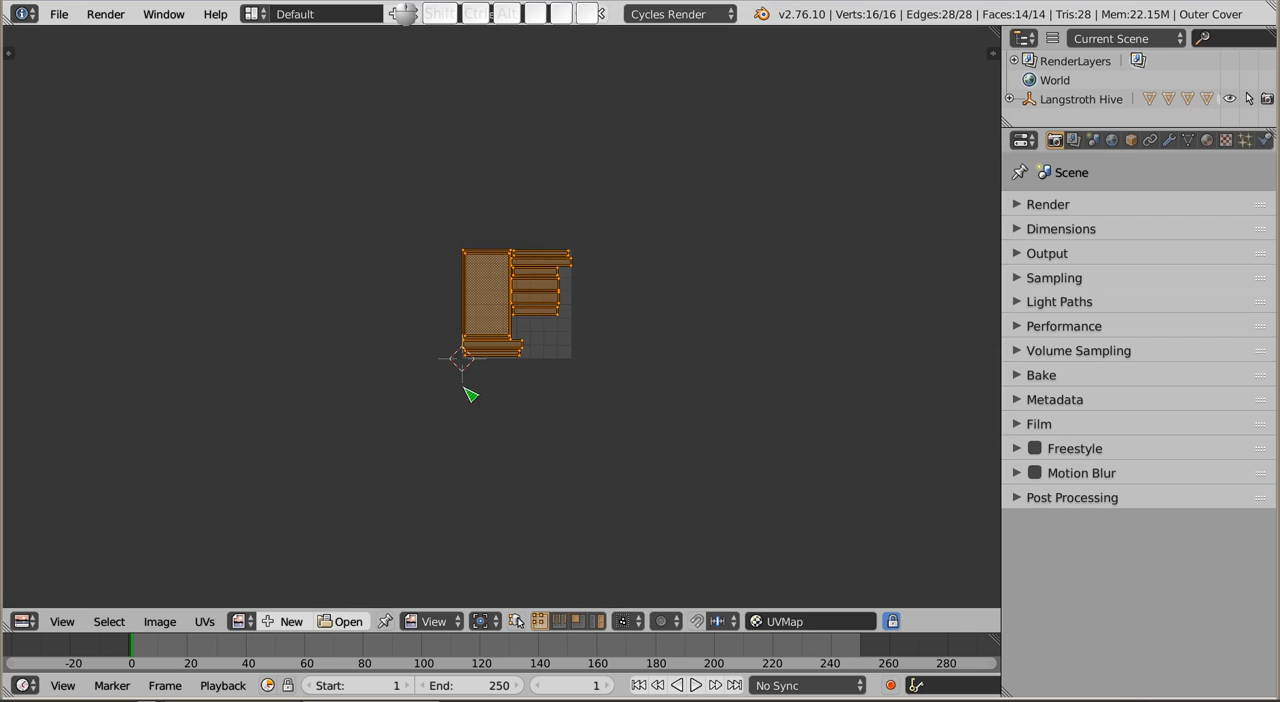 File Render Window Help Default Shift Ctrl Alt Cycles Render v2.76.10 | Verts:16/16 | Edges:28/28 | Faces:14/14 | Tris:28 | Mem:22.15M | Outer Cover
Current Scene
RenderLayers
World
Langstroth Hive
Scene
Render
Dimensions
Output
Sampling
Light Paths
Performance
Volume Sampling
Bake
Metadata
Film
Freestyle
Motion Blur
Post Processing
View Select Image UVs New Open View UVMap
-20 0 20 40 60 80 100 120 140 160 180 200 220 240 260 280
View Marker Frame Playback Start: 1 End: 250 1 No Sync